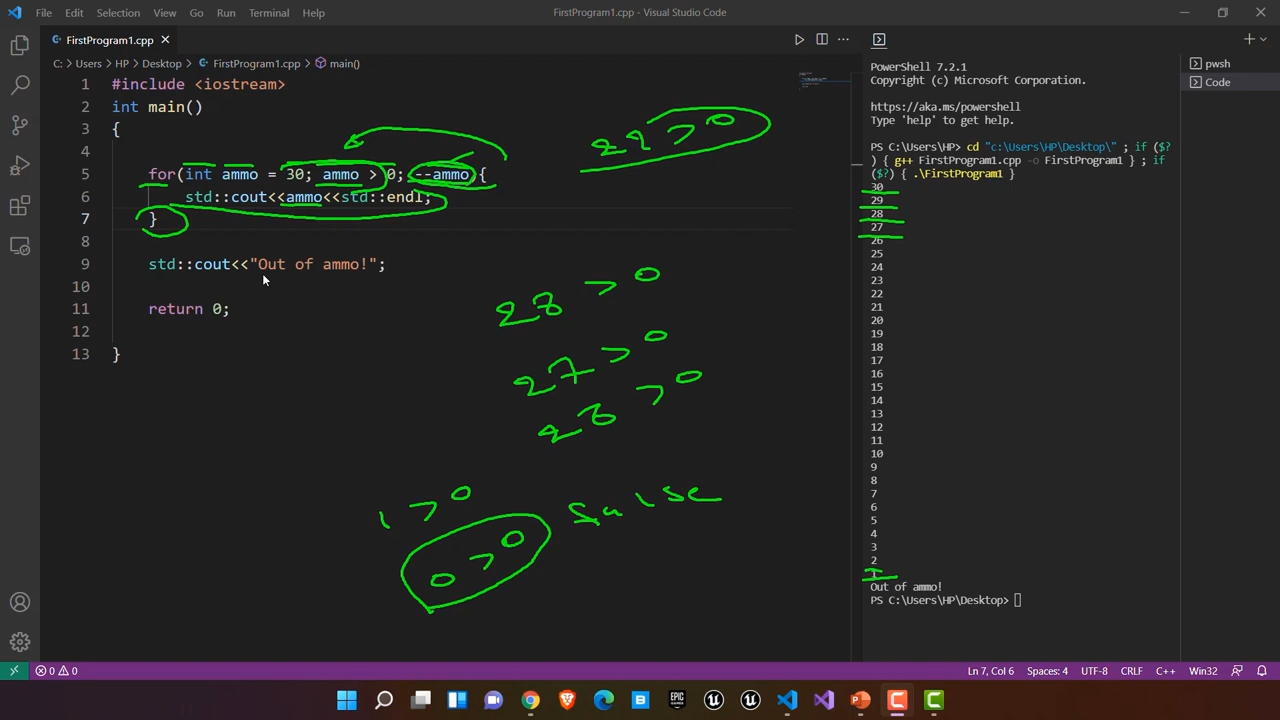 File Edit Selection View Go Run Terminal Help
FirstProgram1.cpp - Visual Studio Code
FirstProgram1.cpp
C: > Users > HP > Desktop > FirstProgram1.cpp > main()
1 #include <iostream>
2 int main()
3 {
4
5 for(int ammo = 30; ammo > 0; --ammo {
6 std::cout<<ammo<<std::endl;
7 }
8
9 std::cout<<"Out of ammo!";
10
11 return 0;
12
13 }
29 > 0
28 > 0
27 > 0
26 > 0
1 > 0
0 > 0 false
PowerShell 7.2.1
Copyright (c) Microsoft Corporation.
https://aka.ms/powershell
Type 'help' to get help.
PS C:\Users\HP> cd "c:\Users\HP\Desktop\" ; if ($?
) { g++ FirstProgram1.cpp -o FirstProgram1 } ; if
($?) { .\FirstProgram1 }
30
29
28
27
26
25
24
23
22
21
20
19
18
17
16
15
14
13
12
11
10
9
8
7
6
5
4
3
2
1
Out of ammo!
PS C:\Users\HP\Desktop>
pwsh
Code
0 0
Ln 7, Col 6 Spaces: 4 UTF-8 CRLF C++ Win32